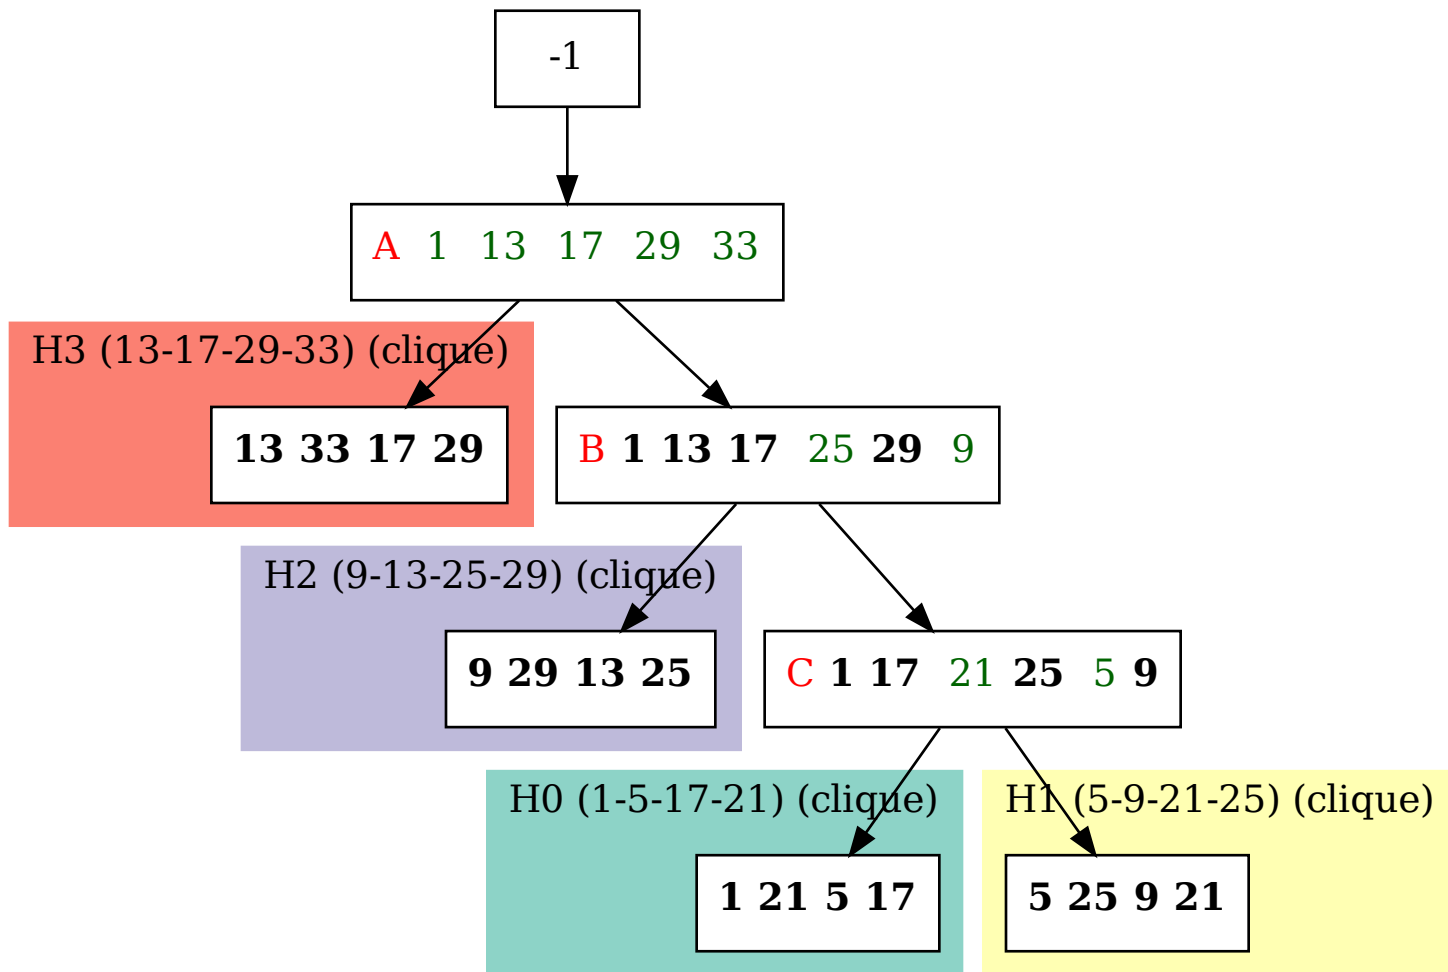 -1
A 1 13 17 29 33
H3 (13-17-29-33) (clique)
13 33 17 29
B 1 13 17 25 29 9
H2 (9-13-25-29) (clique)
9 29 13 25
C 1 17 21 25 5 9
H0 (1-5-17-21) (clique)
H1 (5-9-21-25) (clique)
1 21 5 17
5 25 9 21